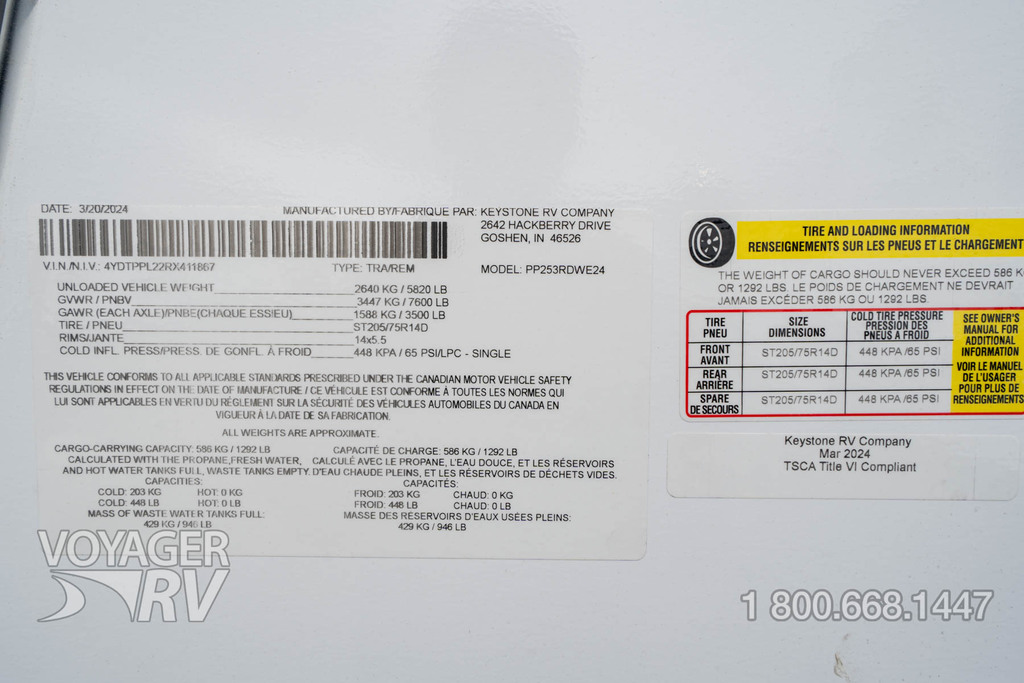 DATE: 3/20/2024
MANUFACTURED BY/FABRIQUE PAR: KEYSTONE RV COMPANY
2642 HACKBERRY DRIVE
GOSHEN, IN 46526
V.I.N./N.I.V.: 4YDTPPL22RX411867 TYPE: TRA/REM MODEL: PP253RDWE24
UNLOADED VEHICLE WEIGHT 2640 KG / 5820 LB
GVWR / PNBV 3447 KG / 7600 LB
GAWR (EACH AXLE)/PNBE(CHAQUE ESSIEU) 1588 KG / 3500 LB
TIRE / PNEU ST205/75R14D
RIMS/JANTE 14x5.5
COLD INFL. PRESS/PRESS. DE GONFL. À FROID 448 KPA / 65 PSI/LPC - SINGLE
THIS VEHICLE CONFORMS TO ALL APPLICABLE STANDARDS PRESCRIBED UNDER THE CANADIAN MOTOR VEHICLE SAFETY
REGULATIONS IN EFFECT ON THE DATE OF MANUFACTURE / CE VÉHICULE EST CONFORME À TOUTES LES NORMES QUI
LUI SONT APPLICABLES EN VERTU DU RÈGLEMENT SUR LA SÉCURITÉ DES VÉHICULES AUTOMOBILES DU CANADA EN
VIGUEUR À LA DATE DE SA FABRICATION.
ALL WEIGHTS ARE APPROXIMATE.
CARGO-CARRYING CAPACITY: 586 KG / 1292 LB CAPACITÉ DE CHARGE: 586 KG / 1292 LB
CALCULATED WITH THE PROPANE,FRESH WATER, CALCULÉ AVEC LE PROPANE, L'EAU DOUCE, ET LES RÉSERVOIRS
AND HOT WATER TANKS FULL, WASTE TANKS EMPTY. D'EAU CHAUDE PLEINS, ET LES RÉSERVOIRS DE DÉCHETS VIDES.
CAPACITIES: CAPACITÉS:
COLD: 203 KG HOT: 0 KG FROID: 203 KG CHAUD: 0 KG
COLD: 448 LB HOT: 0 LB FROID: 448 LB CHAUD: 0 LB
MASS OF WASTE WATER TANKS FULL: MASSE DES RÉSERVOIRS D'EAUX USÉES PLEINS:
429 KG / 946 LB 429 KG / 946 LB
TIRE AND LOADING INFORMATION
RENSEIGNEMENTS SUR LES PNEUS ET LE CHARGEMENT
THE WEIGHT OF CARGO SHOULD NEVER EXCEED 586 K
OR 1292 LBS. LE POIDS DE CHARGEMENT NE DEVRAIT
JAMAIS EXCÉDER 586 KG OU 1292 LBS.
TIRE SIZE COLD TIRE PRESSURE
PNEU DIMENSIONS PRESSION DES
PNEUS A FROID
FRONT
AVANT ST205/75R14D 448 KPA /65 PSI
REAR
ARRIÈRE ST205/75R14D 448 KPA /65 PSI
SPARE
DE SECOURS ST205/75R14D 448 KPA /65 PSI
SEE OWNER'S
MANUAL FOR
ADDITIONAL
INFORMATION
VOIR LE MANUEL
DE L'USAGER
POUR PLUS DE
RENSEIGNEMENTS
Keystone RV Company
Mar 2024
TSCA Title VI Compliant
VOYAGER
RV
1 800.668.1447